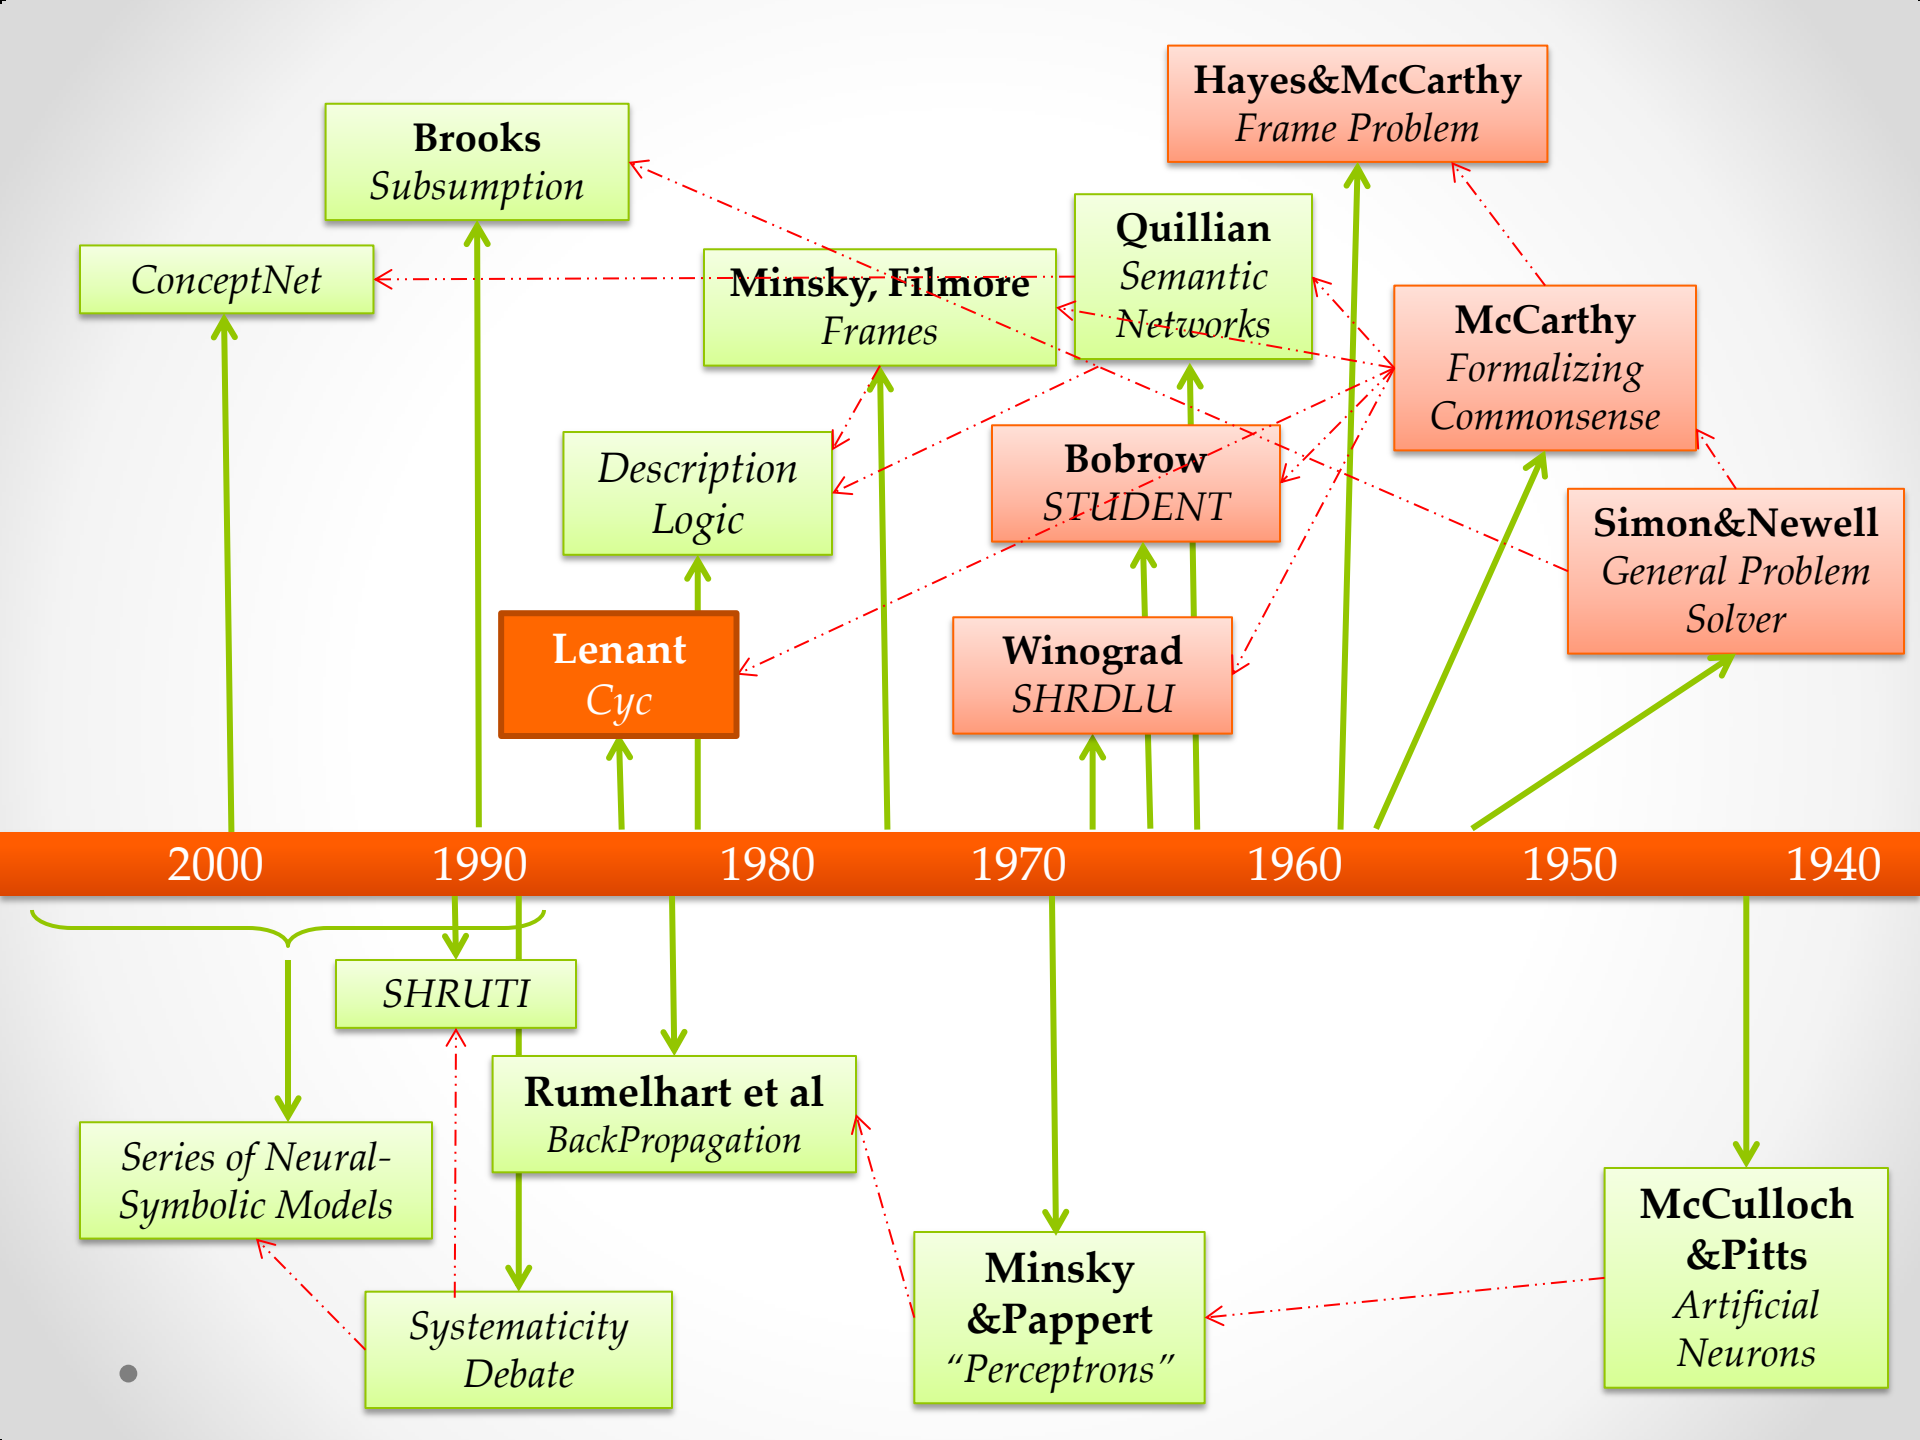 Hayes&McCarthy
Frame Problem
Brooks
Subsumption
Quillian
Semantic
Networks
ConceptNet
Minsky, Filmore
Frames
McCarthy
Formalizing
Commonsense
Description
Logic
Bobrow
STUDENT
Simon&Newell
General Problem
Solver
Lenant
Cyc
Winograd
SHRDLU
2000 1990 1980 1970 1960 1950 1940
SHRUTI
Rumelhart et al
BackPropagation
Series of Neural-
Symbolic Models
McCulloch
&Pitts
Artificial
Neurons
Minsky
&Pappert
“Perceptrons”
Systematicity
Debate